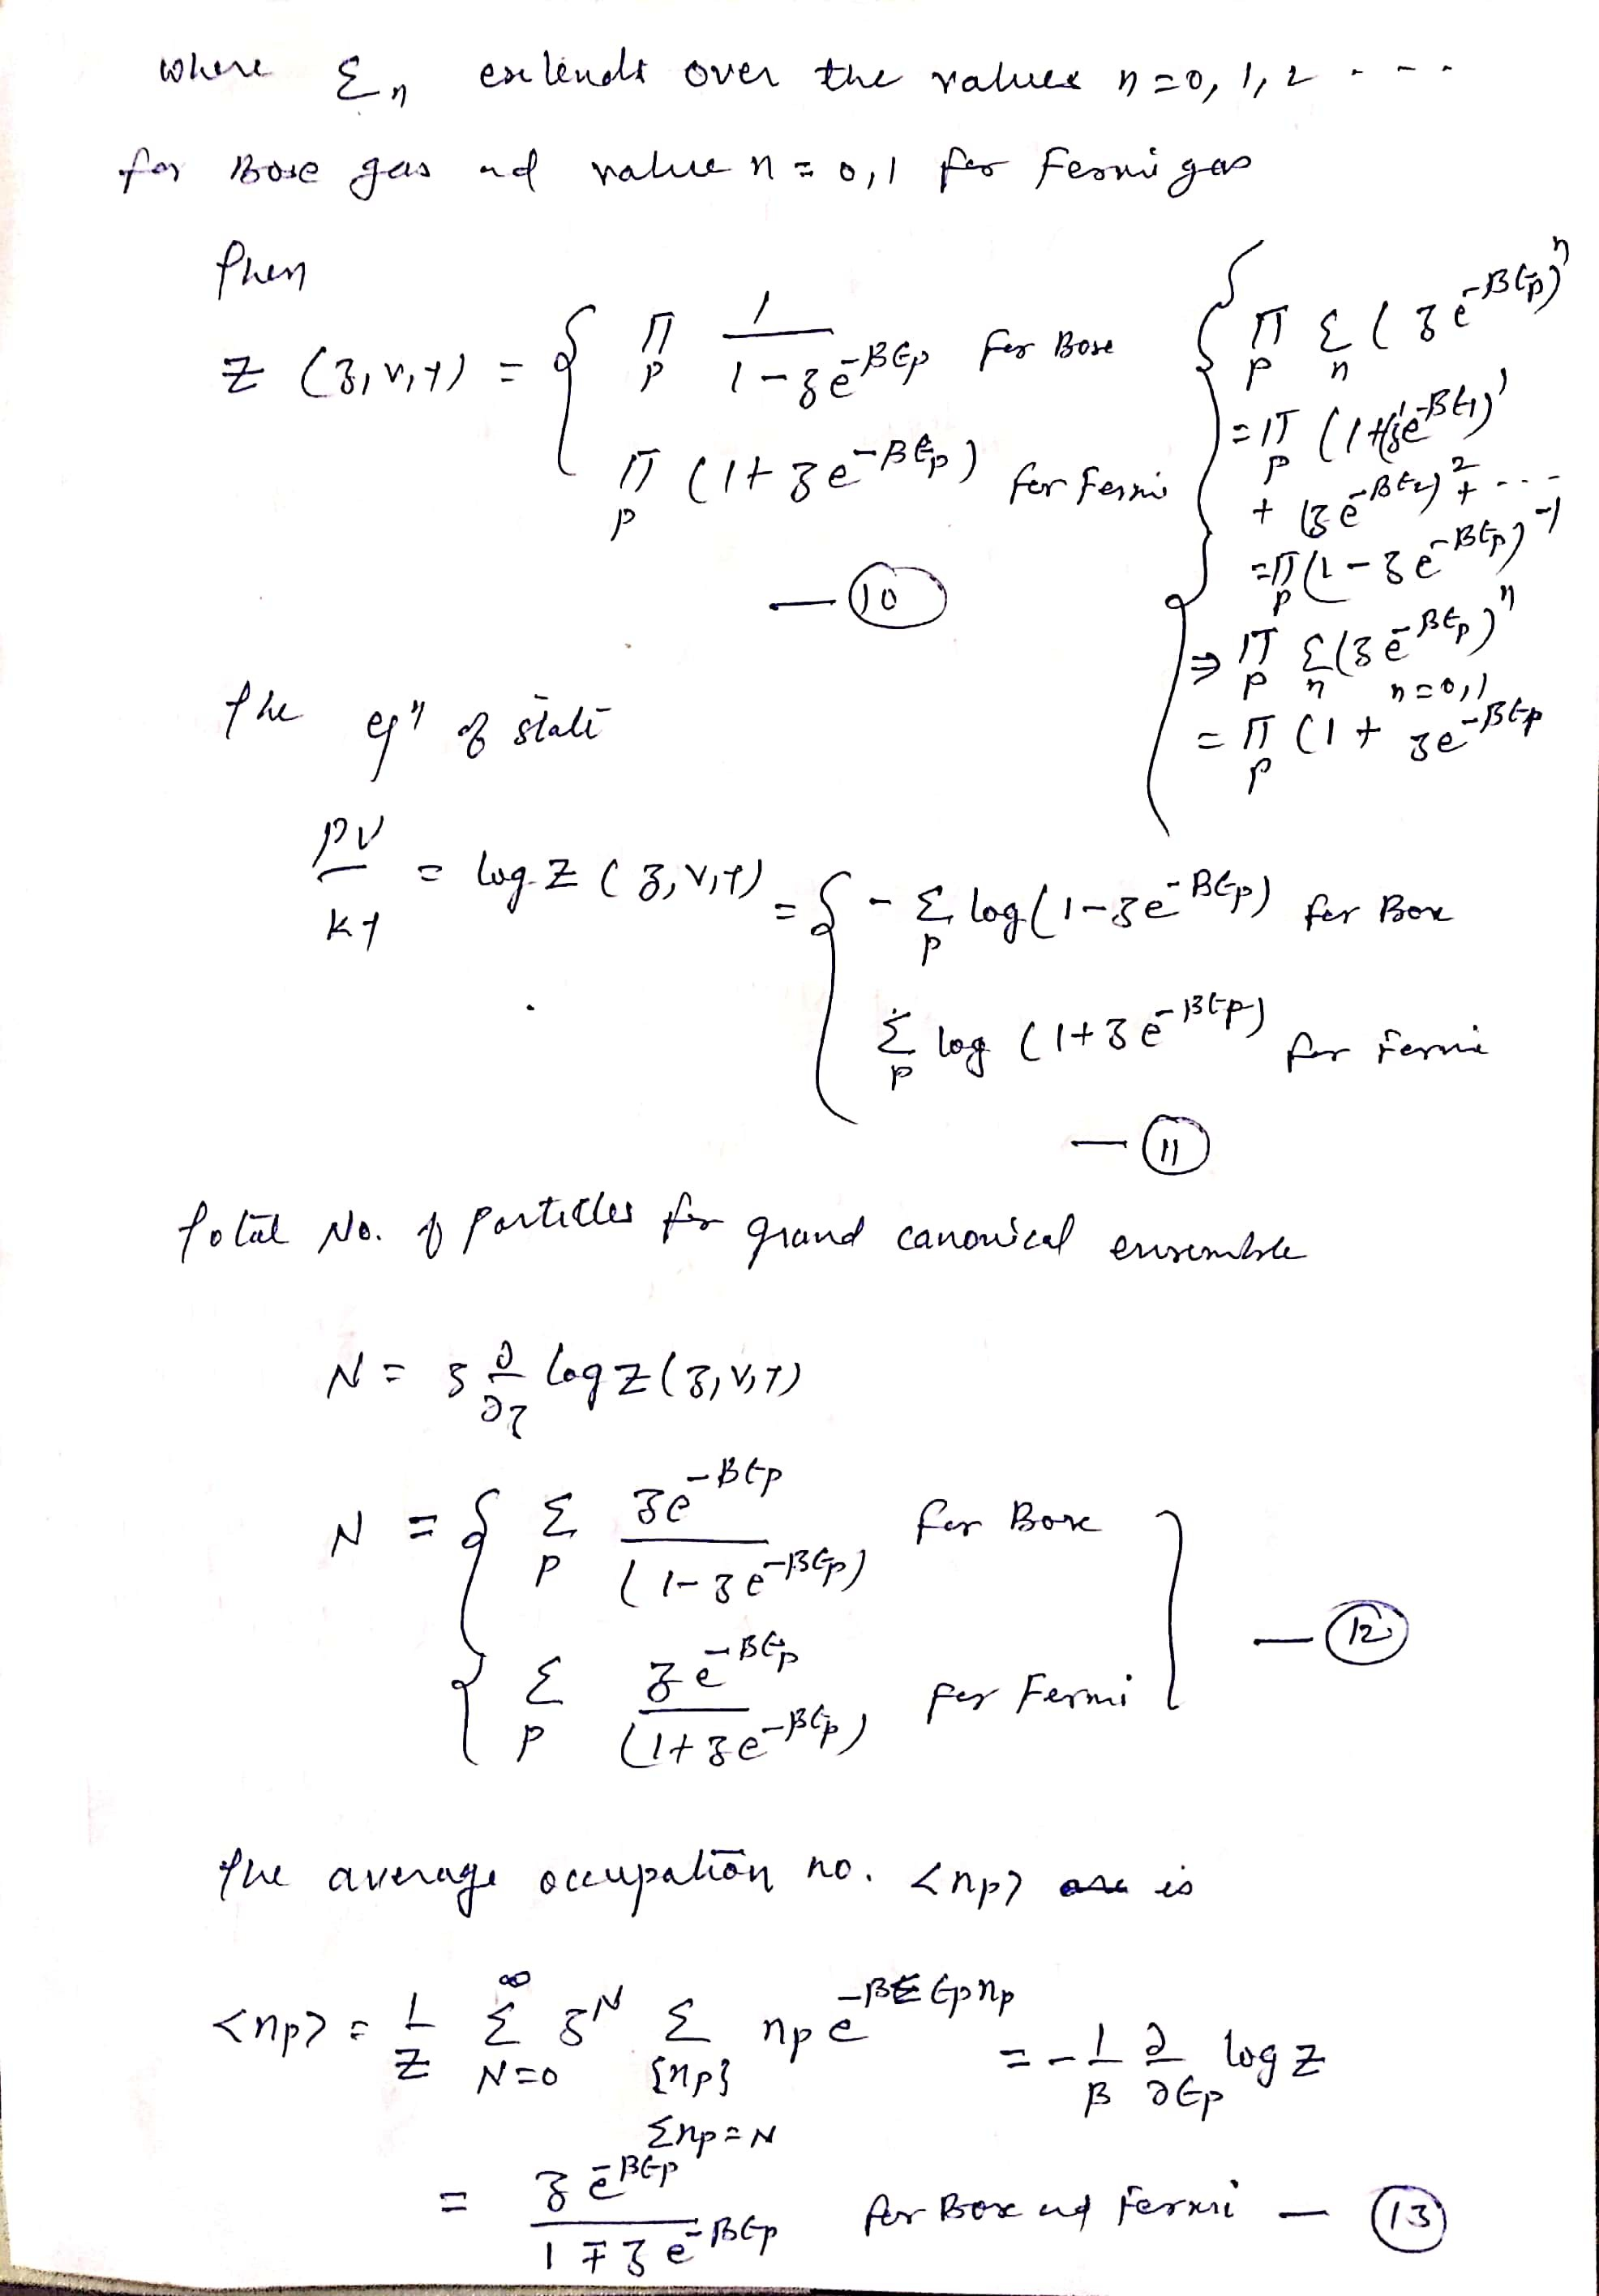 where Σn extends over the values n=0, 1, 2 - - -
for Bose gas and value n = 0, 1 for Fermi gas
Then
Z (z, V, T) = { Π_p 1 / (1 - z e^{-βεp}) for Bose
Π_p (1 + z e^{-βεp}) for Fermi
— (10)
{ Π_p Σ_n (z e^{-βεp})^n
= Π_p (1 + (z e^{-βε1})^1
+ (z e^{-βε2})^2 + ...
= Π_p (1 - z e^{-βεp})^{-1}
⇒ Π_p Σ_n (z e^{-βεp})^n n=0,1
= Π_p (1 + z e^{-βεp}
The eqn of state
PV / kT = log Z (z, V, T) = { - Σ_p log (1 - z e^{-βεp}) for Bose
Σ_p log (1 + z e^{-βεp}) for Fermi
— (11)
Total No. of particles for grand canonical ensemble
N = z ∂/∂z log Z (z, V, T)
N = { Σ_p z e^{-βεp} / (1 - z e^{-βεp}) for Bose
{ Σ_p z e^{-βεp} / (1 + z e^{-βεp}) for Fermi } — (12)
The average occupation no. <np> is
<np> = 1/Z Σ_{N=0}^{∞} z^N Σ_{{np} Σnp=N} np e^{-βΣ εp np} = - 1/β ∂/∂εp log Z
= z e^{-βεp} / (1 ∓ z e^{-βεp}) for Bose and Fermi — (13)